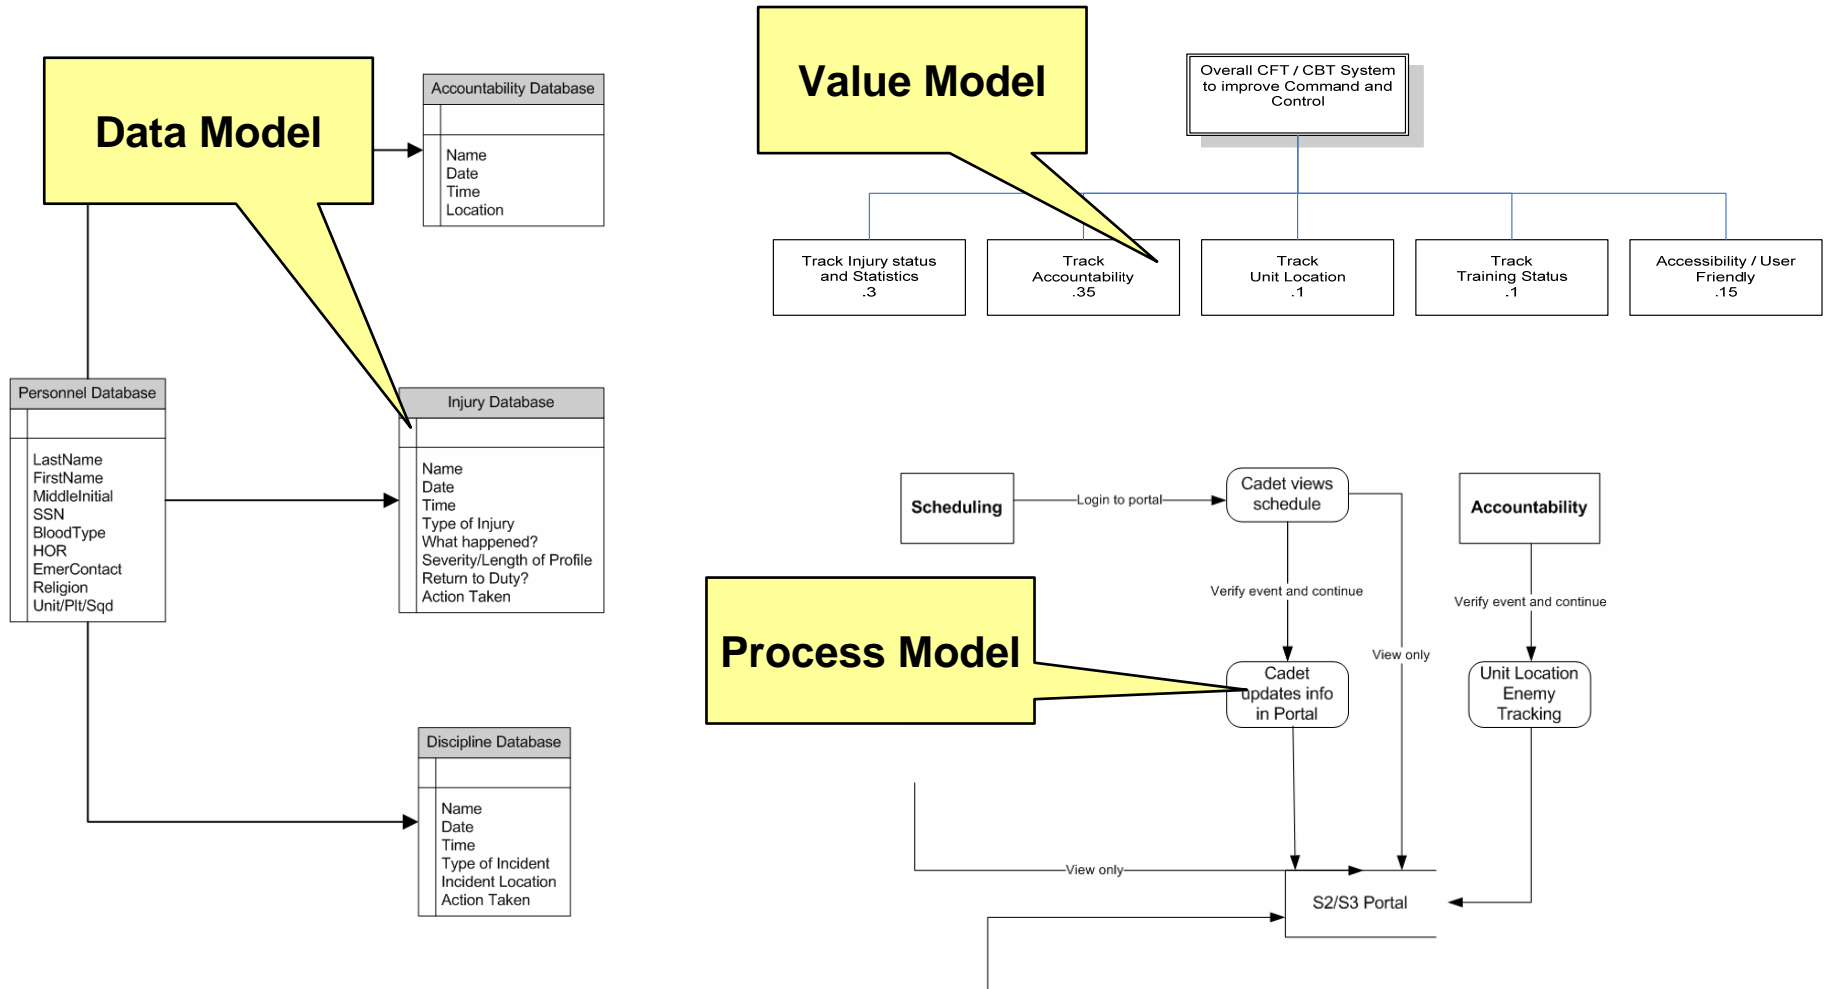 Data Model
Accountability Database
Name
Date
Time
Location
Personnel Database
LastName
FirstName
MiddleInitial
SSN
BloodType
HOR
EmerContact
Religion
Unit/Plt/Sqd
Injury Database
Name
Date
Time
Type of Injury
What happened?
Severity/Length of Profile
Return to Duty?
Action Taken
Discipline Database
Name
Date
Time
Type of Incident
Incident Location
Action Taken
Value Model
Overall CFT / CBT System
to improve Command and
Control
Track Injury status
and Statistics
.3
Track
Accountability
.35
Track
Unit Location
.1
Track
Training Status
.1
Accessibility / User
Friendly
.15
Process Model
Scheduling
Login to portal
Cadet views
schedule
Accountability
Verify event and continue
Verify event and continue
View only
Cadet
updates info
in Portal
Unit Location
Enemy
Tracking
View only
S2/S3 Portal